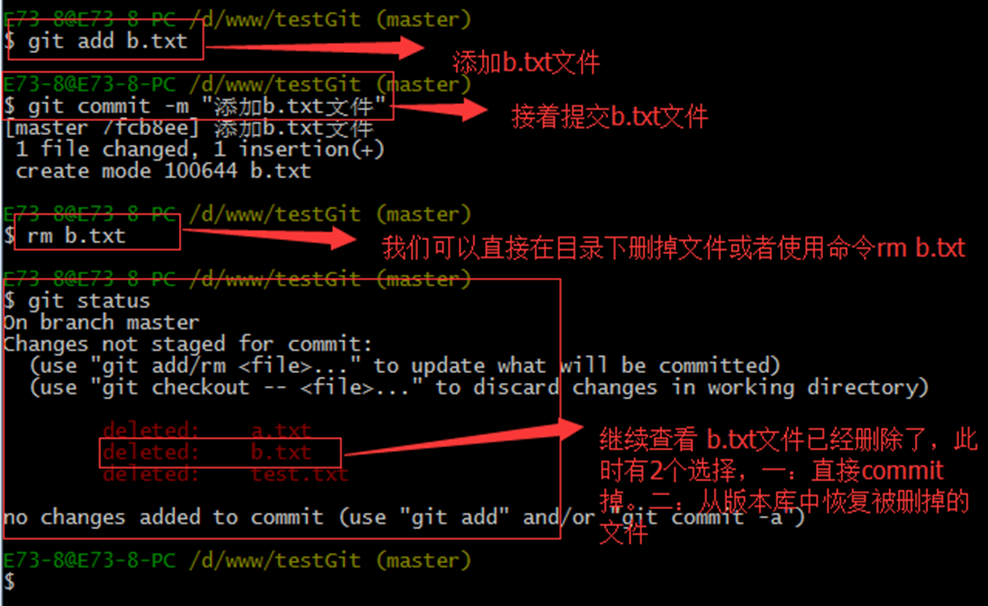 E73-8@E73-8-PC /d/www/testGit (master)
$ git add b.txt
添加b.txt文件
E73-8@E73-8-PC /d/www/testGit (master)
$ git commit -m "添加b.txt文件"
接着提交b.txt文件
[master 7fcb8ee] 添加b.txt文件
1 file changed, 1 insertion(+)
create mode 100644 b.txt
E73-8@E73-8-PC /d/www/testGit (master)
$ rm b.txt
我们可以直接在目录下删掉文件或者使用命令rm b.txt
E73-8@E73-8-PC /d/www/testGit (master)
$ git status
On branch master
Changes not staged for commit:
(use "git add/rm <file>..." to update what will be committed)
(use "git checkout -- <file>..." to discard changes in working directory)
deleted: a.txt
deleted: b.txt
deleted: test.txt
继续查看 b.txt文件已经删除了，此
时有2个选择，一：直接commit
掉。二：从版本库中恢复被删掉的
文件
no changes added to commit (use "git add" and/or "git commit -a")
E73-8@E73-8-PC /d/www/testGit (master)
$